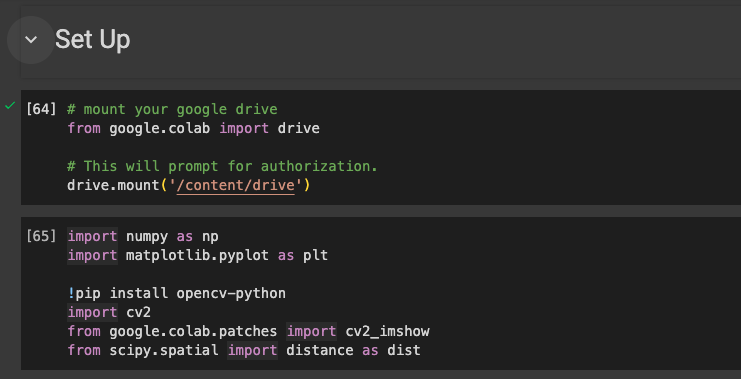 Set Up
[64] # mount your google drive
from google.colab import drive
# This will prompt for authorization.
drive.mount('/content/drive')
[65] import numpy as np
import matplotlib.pyplot as plt
!pip install opencv-python
import cv2
from google.colab.patches import cv2_imshow
from scipy.spatial import distance as dist